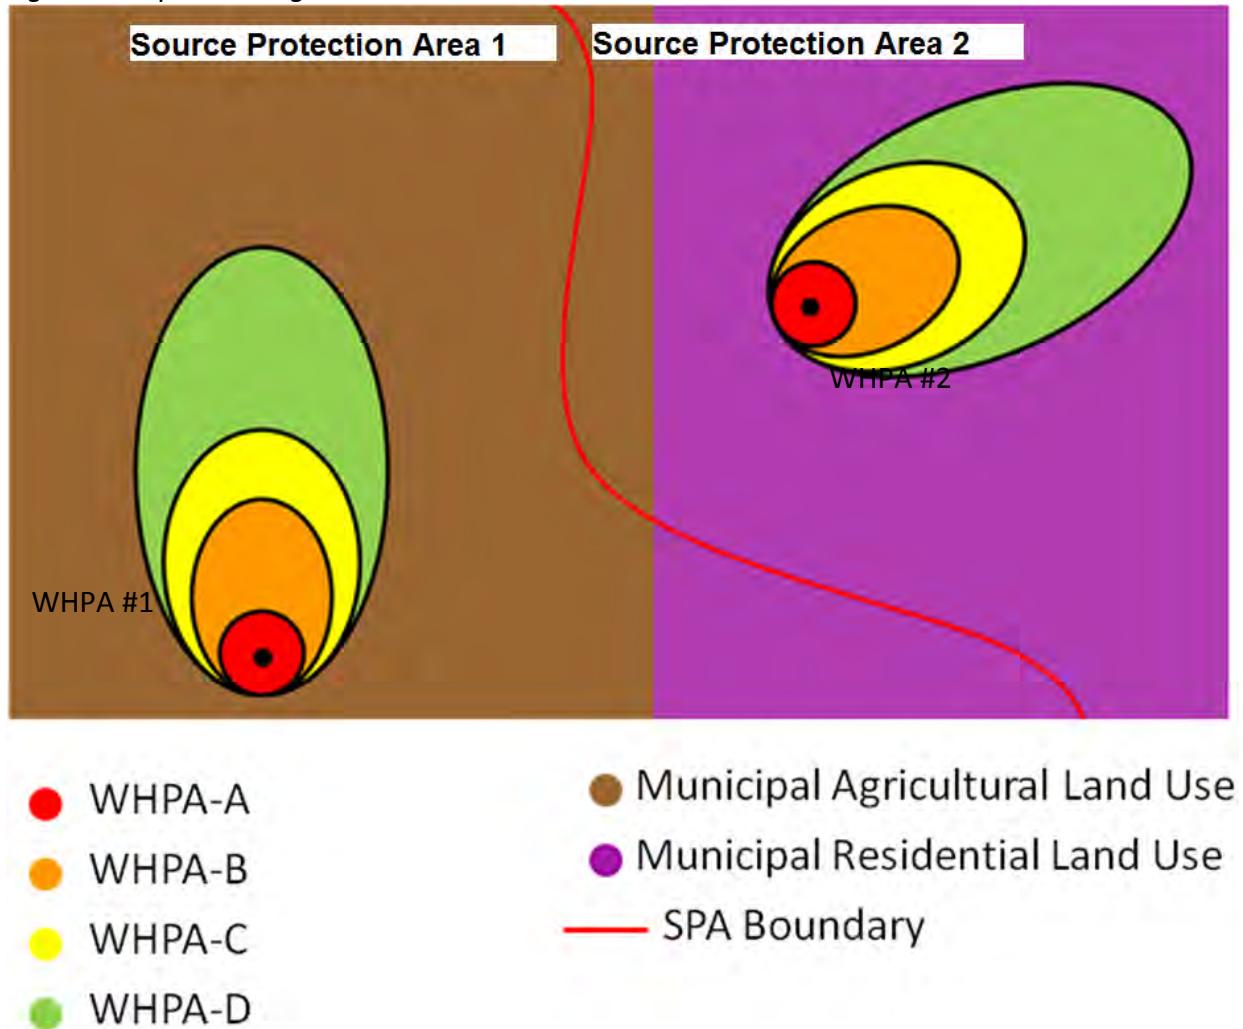 Source Protection Area 1
Source Protection Area 2
WHPA #2
WHPA #1
WHPA-A
WHPA-B
WHPA-C
WHPA-D
Municipal Agricultural Land Use
Municipal Residential Land Use
SPA Boundary